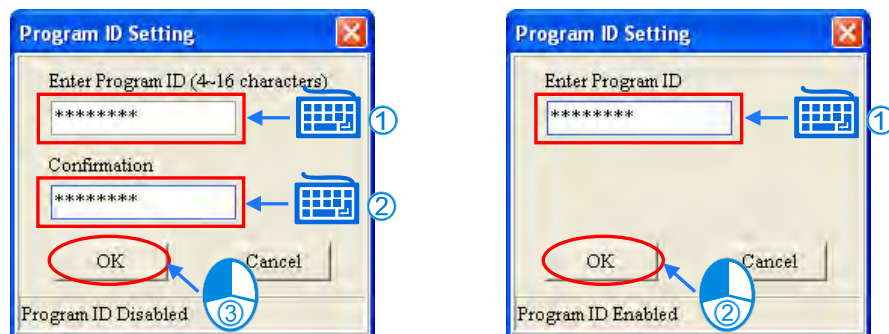 Program ID Setting
Enter Program ID (4~16 characters)
********
①
Confirmation
********
②
OK
Cancel
③
Program ID Disabled
Program ID Setting
Enter Program ID
********
①
OK
Cancel
②
Program ID Enabled